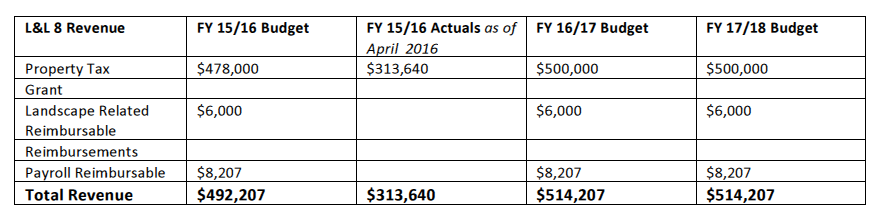 L&L 8 Revenue FY 15/16 Budget FY 15/16 Actuals as of FY 16/17 Budget FY 17/18 Budget
April 2016
Property Tax $478,000 $313,640 $500,000 $500,000
Grant
Landscape Related $6,000 $6,000 $6,000
Reimbursable
Reimbursements
Payroll Reimbursable $8,207 $8,207 $8,207
Total Revenue $492,207 $313,640 $514,207 $514,207